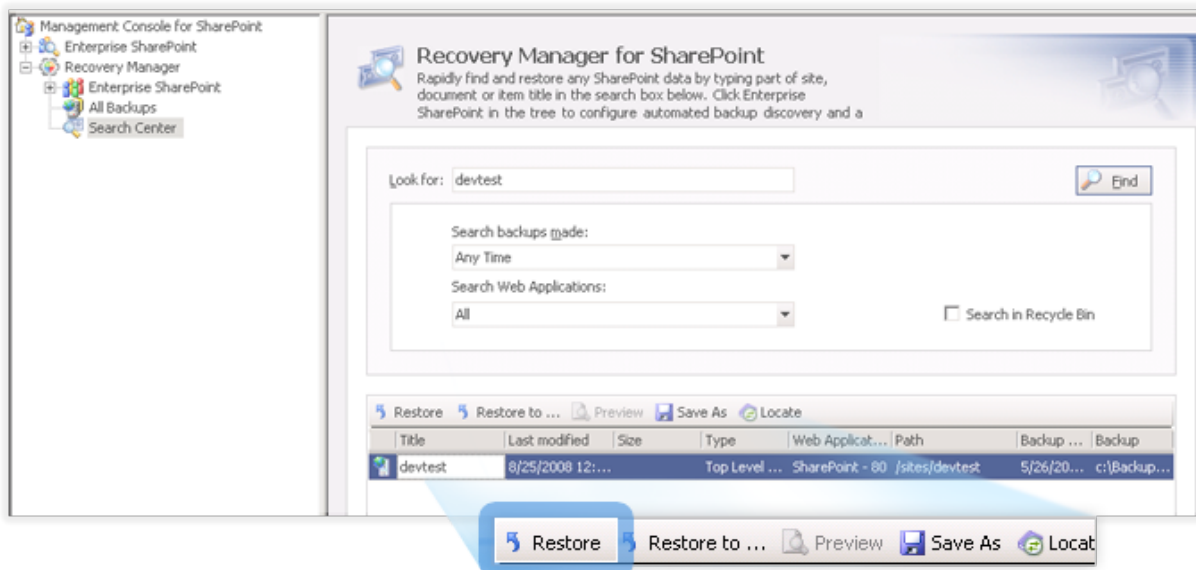 Management Console for SharePoint
Enterprise SharePoint
Recovery Manager
Enterprise SharePoint
All Backups
Search Center
Recovery Manager for SharePoint
Rapidly find and restore any SharePoint data by typing part of site,
document or item title in the search box below. Click Enterprise
SharePoint in the tree to configure automated backup discovery and a
Look for: devtest
Find
Search backups made:
Any Time
Search Web Applications:
All
Search in Recycle Bin
Restore Restore to ... Preview Save As Locate
Title Last modified Size Type Web Applicat... Path Backup ... Backup
devtest 8/25/2008 12:... Top Level ... SharePoint - 80 /sites/devtest 5/26/20... c:\Backup...
Restore Restore to ... Preview Save As Locat